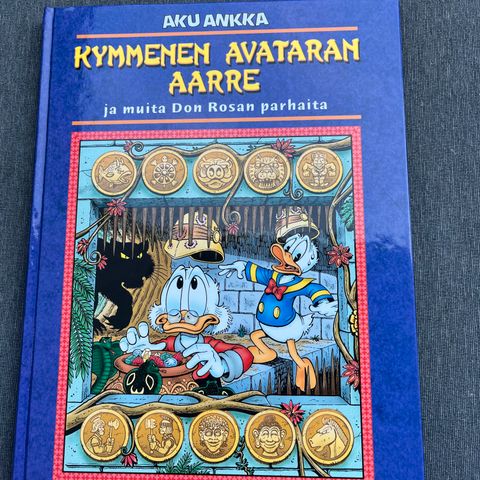 AKU ANKKA
KYMMENEN AVATARAN
AARRE
ja muita Don Rosan parhaita